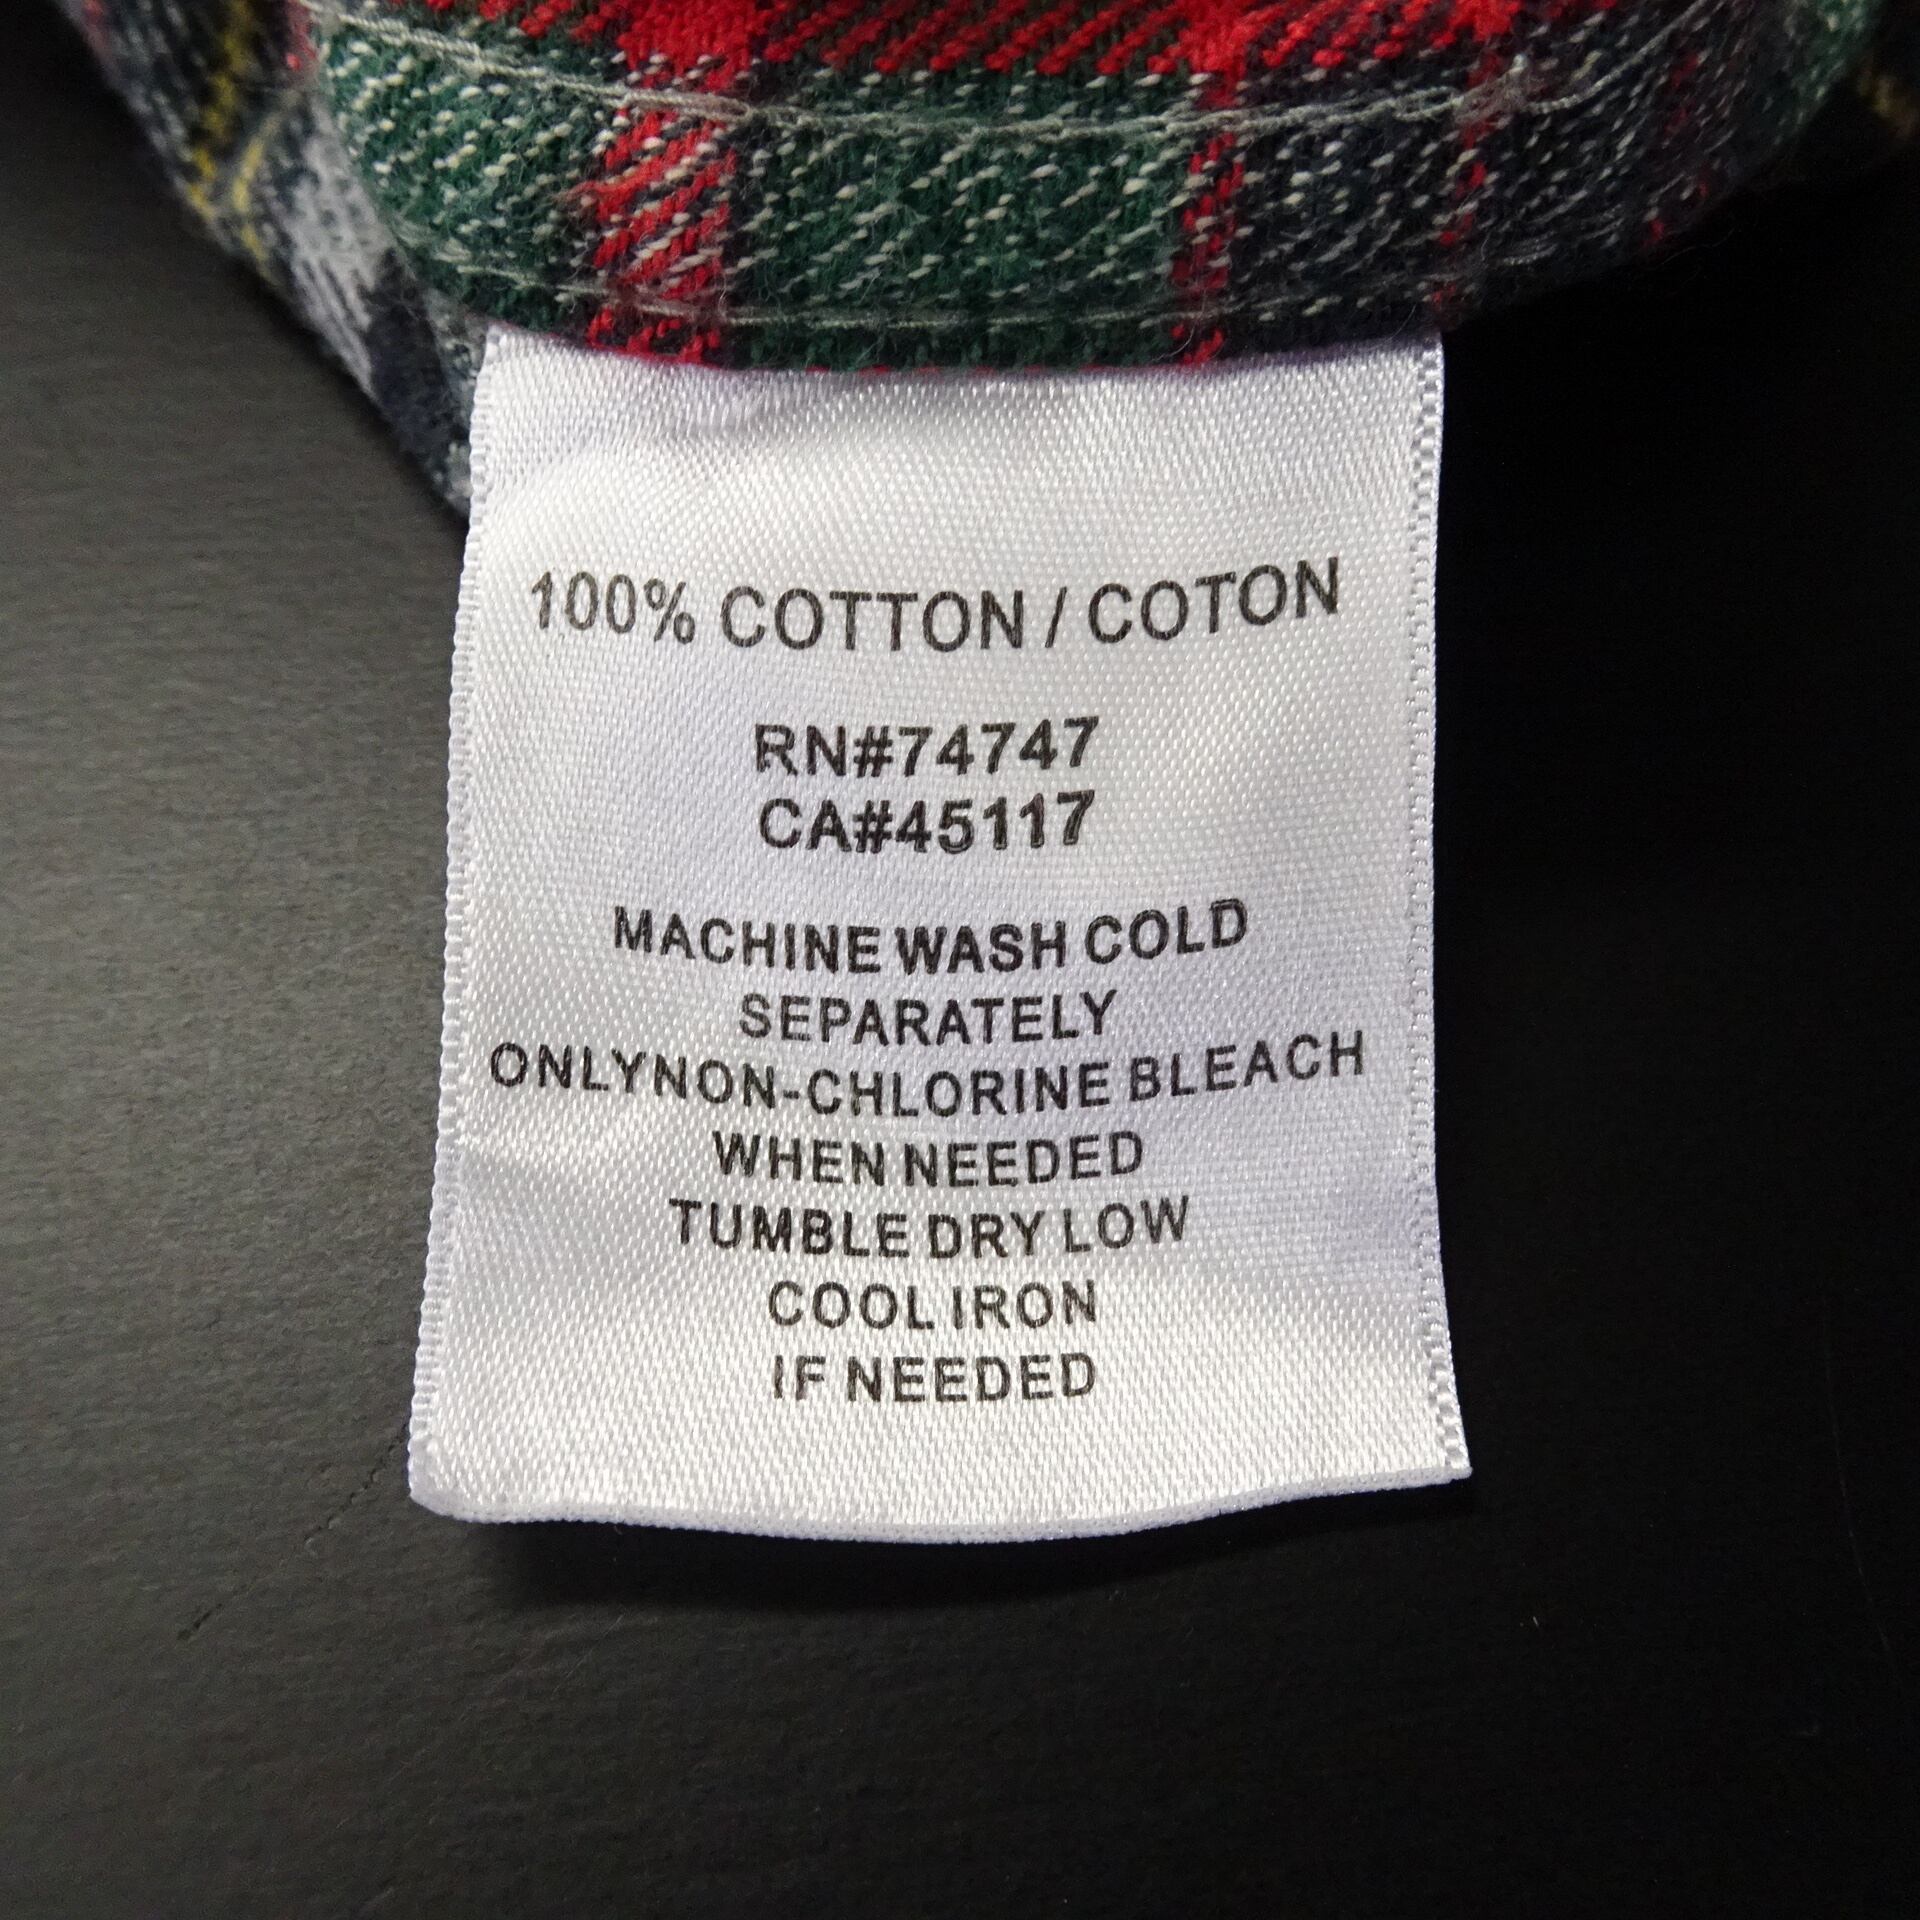 100% COTTON / COTON
RN#74747
CA#45117
MACHINE WASH COLD
SEPARATELY
ONLYNON-CHLORINE BLEACH
WHEN NEEDED
TUMBLE DRY LOW
COOL IRON
IF NEEDED